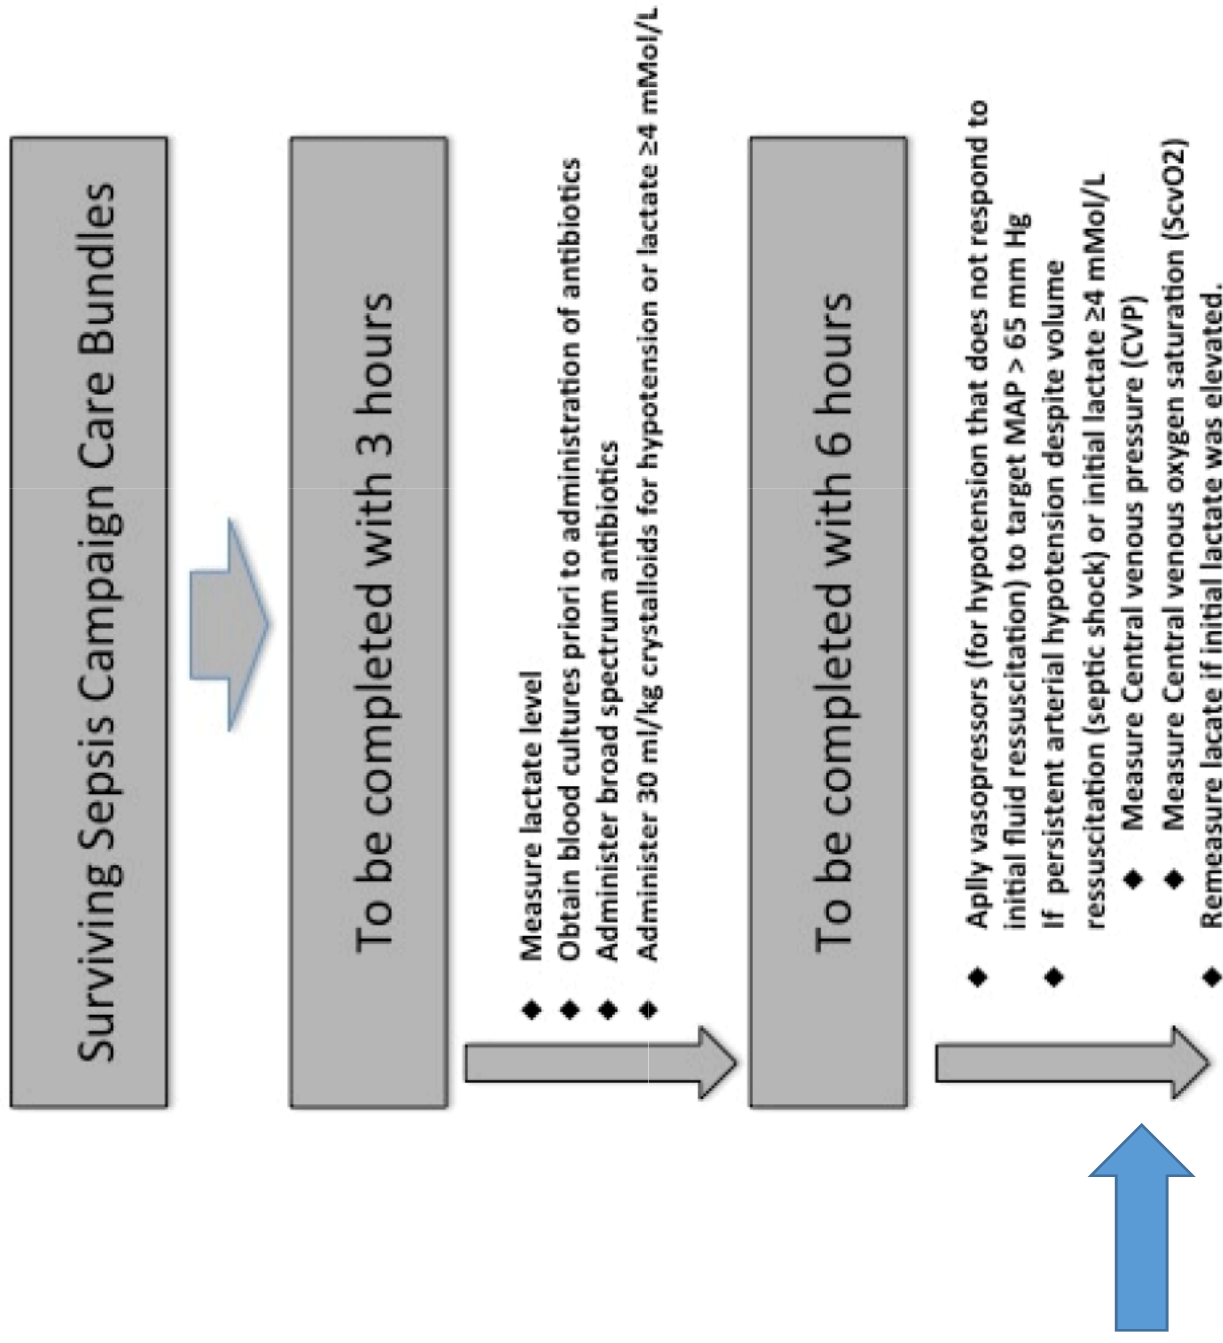 Surviving Sepsis Campaign Care Bundles
To be completed with 3 hours
◆ Measure lactate level
◆ Obtain blood cultures priori to administration of antibiotics
◆ Administer broad spectrum antibiotics
◆ Administer 30 ml/kg crystalloids for hypotension or lactate ≥4 mMol/L
To be completed with 6 hours
◆ Aplly vasopressors (for hypotension that does not respond to
initial fluid ressuscitation) to target MAP > 65 mm Hg
◆ If persistent arterial hypotension despite volume
ressuscitation (septic shock) or initial lactate ≥4 mMol/L
◆ Measure Central venous pressure (CVP)
◆ Measure Central venous oxygen saturation (ScvO2)
◆ Remeasure lacate if initial lactate was elevated.